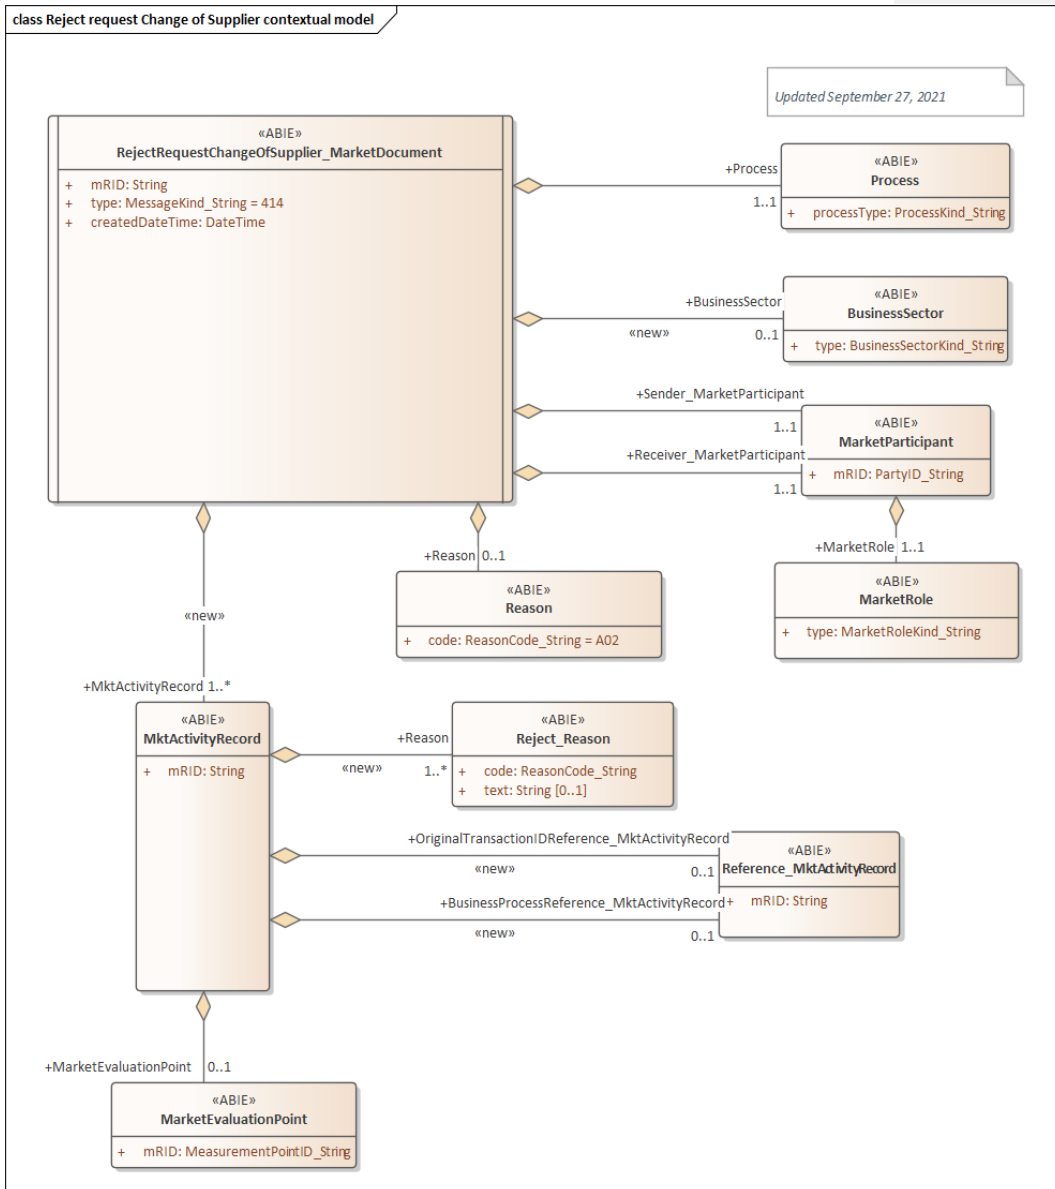 class Reject request Change of Supplier contextual model
Updated September 27, 2021
«ABIE»
RejectRequestChangeOfSupplier_MarketDocument
+ mRID: String
+ type: MessageKind_String = 414
+ createdDateTime: DateTime
+Process
1..1
«ABIE»
Process
+ processType: ProcessKind_String
+BusinessSector
«new»
0..1
«ABIE»
BusinessSector
+ type: BusinessSectorKind_String
+Sender_MarketParticipant
1..1
+Receiver_MarketParticipant
1..1
«ABIE»
MarketParticipant
+ mRID: PartyID_String
+MarketRole 1..1
«ABIE»
MarketRole
+ type: MarketRoleKind_String
+Reason 0..1
«ABIE»
Reason
+ code: ReasonCode_String = A02
«new»
+MktActivityRecord 1..*
«ABIE»
MktActivityRecord
+ mRID: String
+Reason
«new»
1..*
«ABIE»
Reject_Reason
+ code: ReasonCode_String
+ text: String [0..1]
+OriginalTransactionIDReference_MktActivityRecord
«new»
0..1
+BusinessProcessReference_MktActivityRecord
«new»
0..1
«ABIE»
Reference_MktActivityRecord
+ mRID: String
+MarketEvaluationPoint 0..1
«ABIE»
MarketEvaluationPoint
+ mRID: MeasurementPointID_String